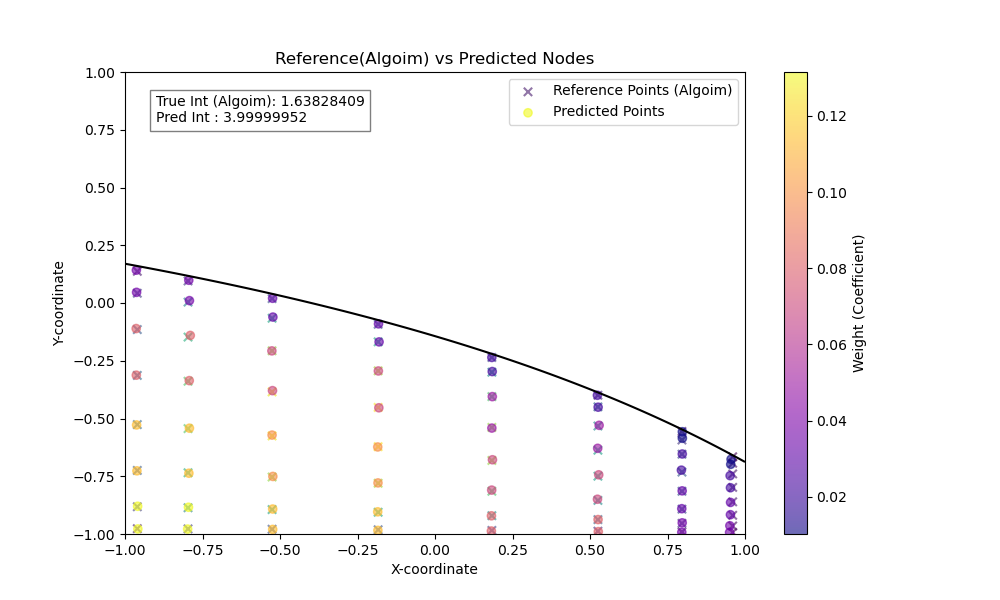 Reference(Algoim) vs Predicted Nodes
True Int (Algoim): 1.63828409
Pred Int : 3.99999952
Reference Points (Algoim)
Predicted Points
Y-coordinate
1.00
0.75
0.50
0.25
0.00
−0.25
−0.50
−0.75
−1.00
−1.00 −0.75 −0.50 −0.25 0.00 0.25 0.50 0.75 1.00
X-coordinate
0.12
0.10
0.08
0.06
0.04
0.02
Weight (Coefficient)